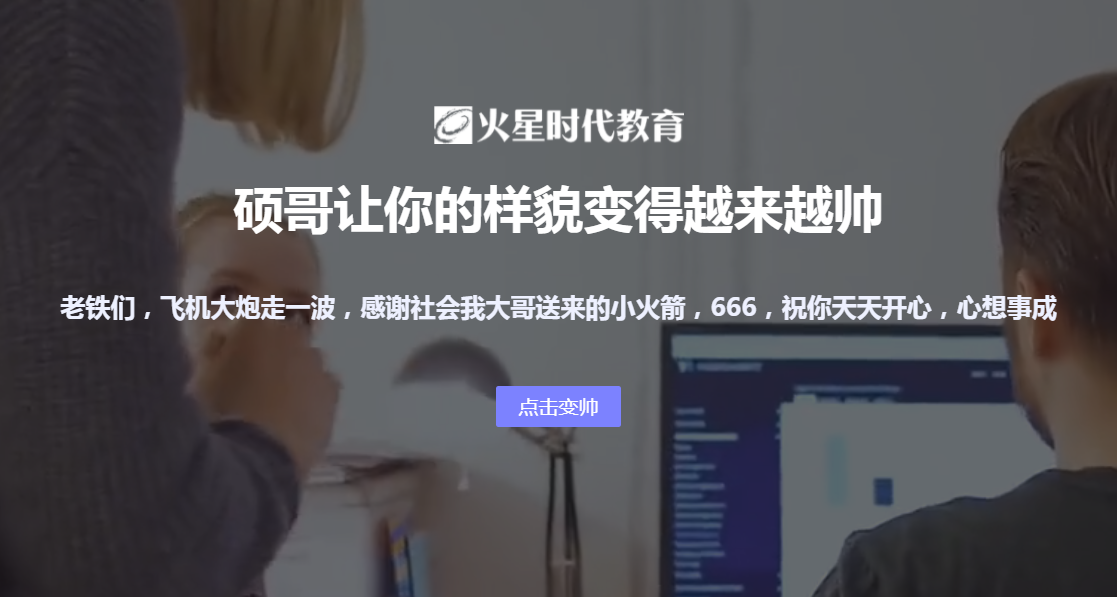 火星时代教育
硕哥让你的样貌变得越来越帅
老铁们，飞机大炮走一波，感谢社会我大哥送来的小火箭，666，祝你天天开心，心想事成
点击变帅